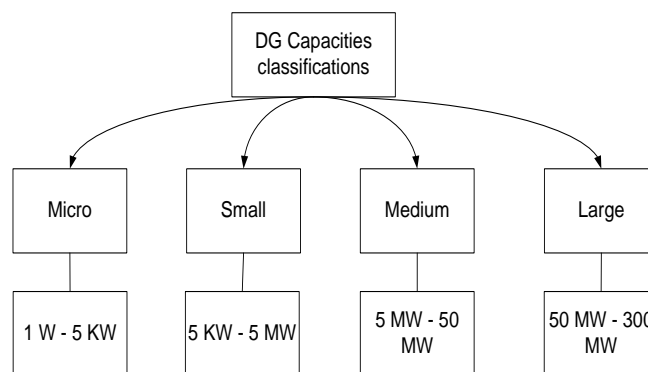 DG Capacities
classifications
Micro
Small
Medium
Large
1 W - 5 KW
5 KW - 5 MW
5 MW - 50
MW
50 MW - 300
MW